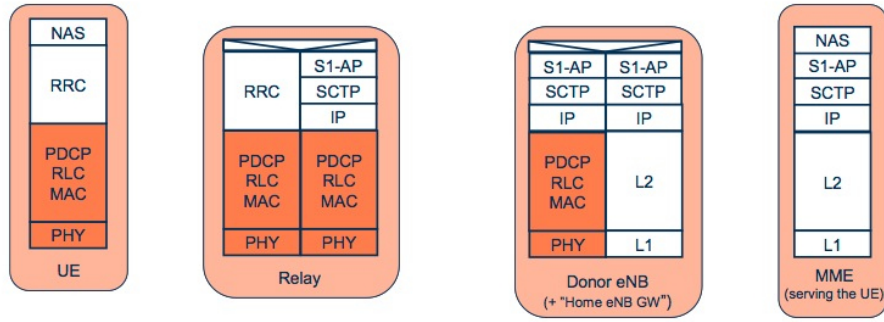 NAS
RRC
PDCP
RLC
MAC
PHY
UE
RRC
S1-AP
SCTP
IP
PDCP
RLC
MAC
PDCP
RLC
MAC
PHY
PHY
Relay
S1-AP
S1-AP
SCTP
SCTP
IP
IP
PDCP
RLC
MAC
L2
PHY
L1
Donor eNB
(+ "Home eNB GW")
NAS
S1-AP
SCTP
IP
L2
L1
MME
(serving the UE)